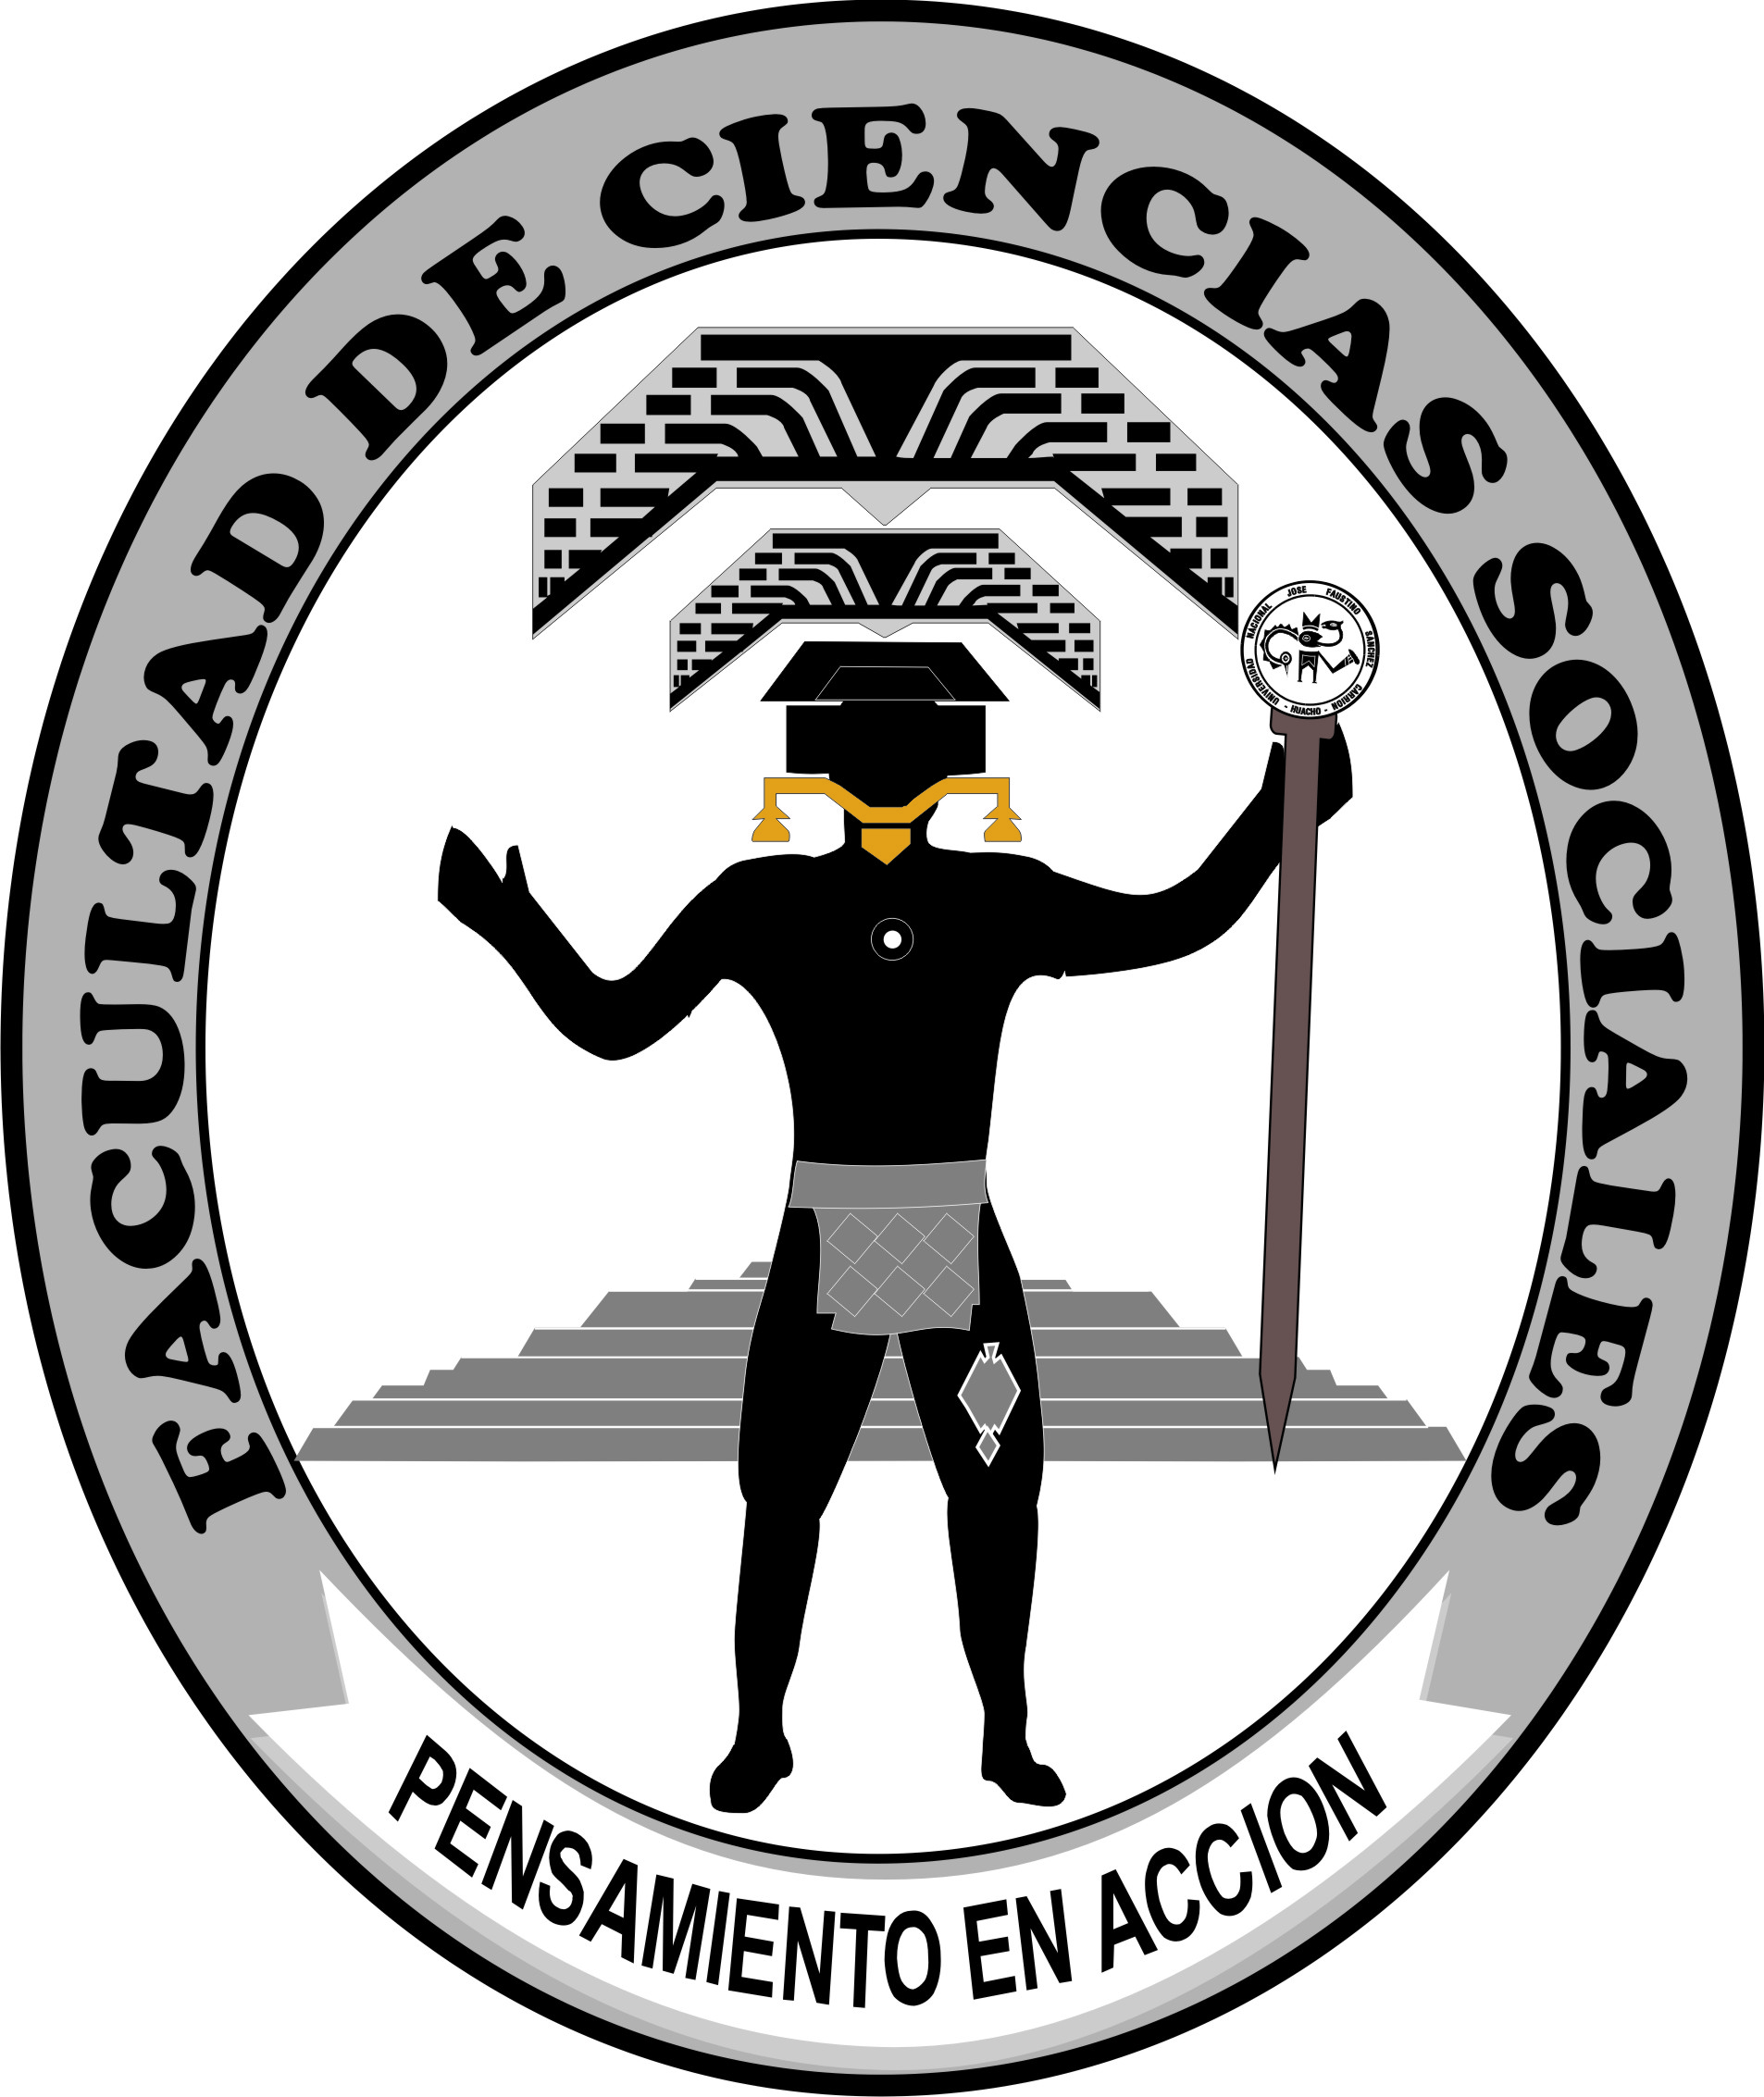 FACULTAD DE CIENCIAS SOCIALES
UNIVERSIDAD NACIONAL JOSE FAUSTINO SANCHEZ CARRION - HUACHO -
PENSAMIENTO EN ACCION